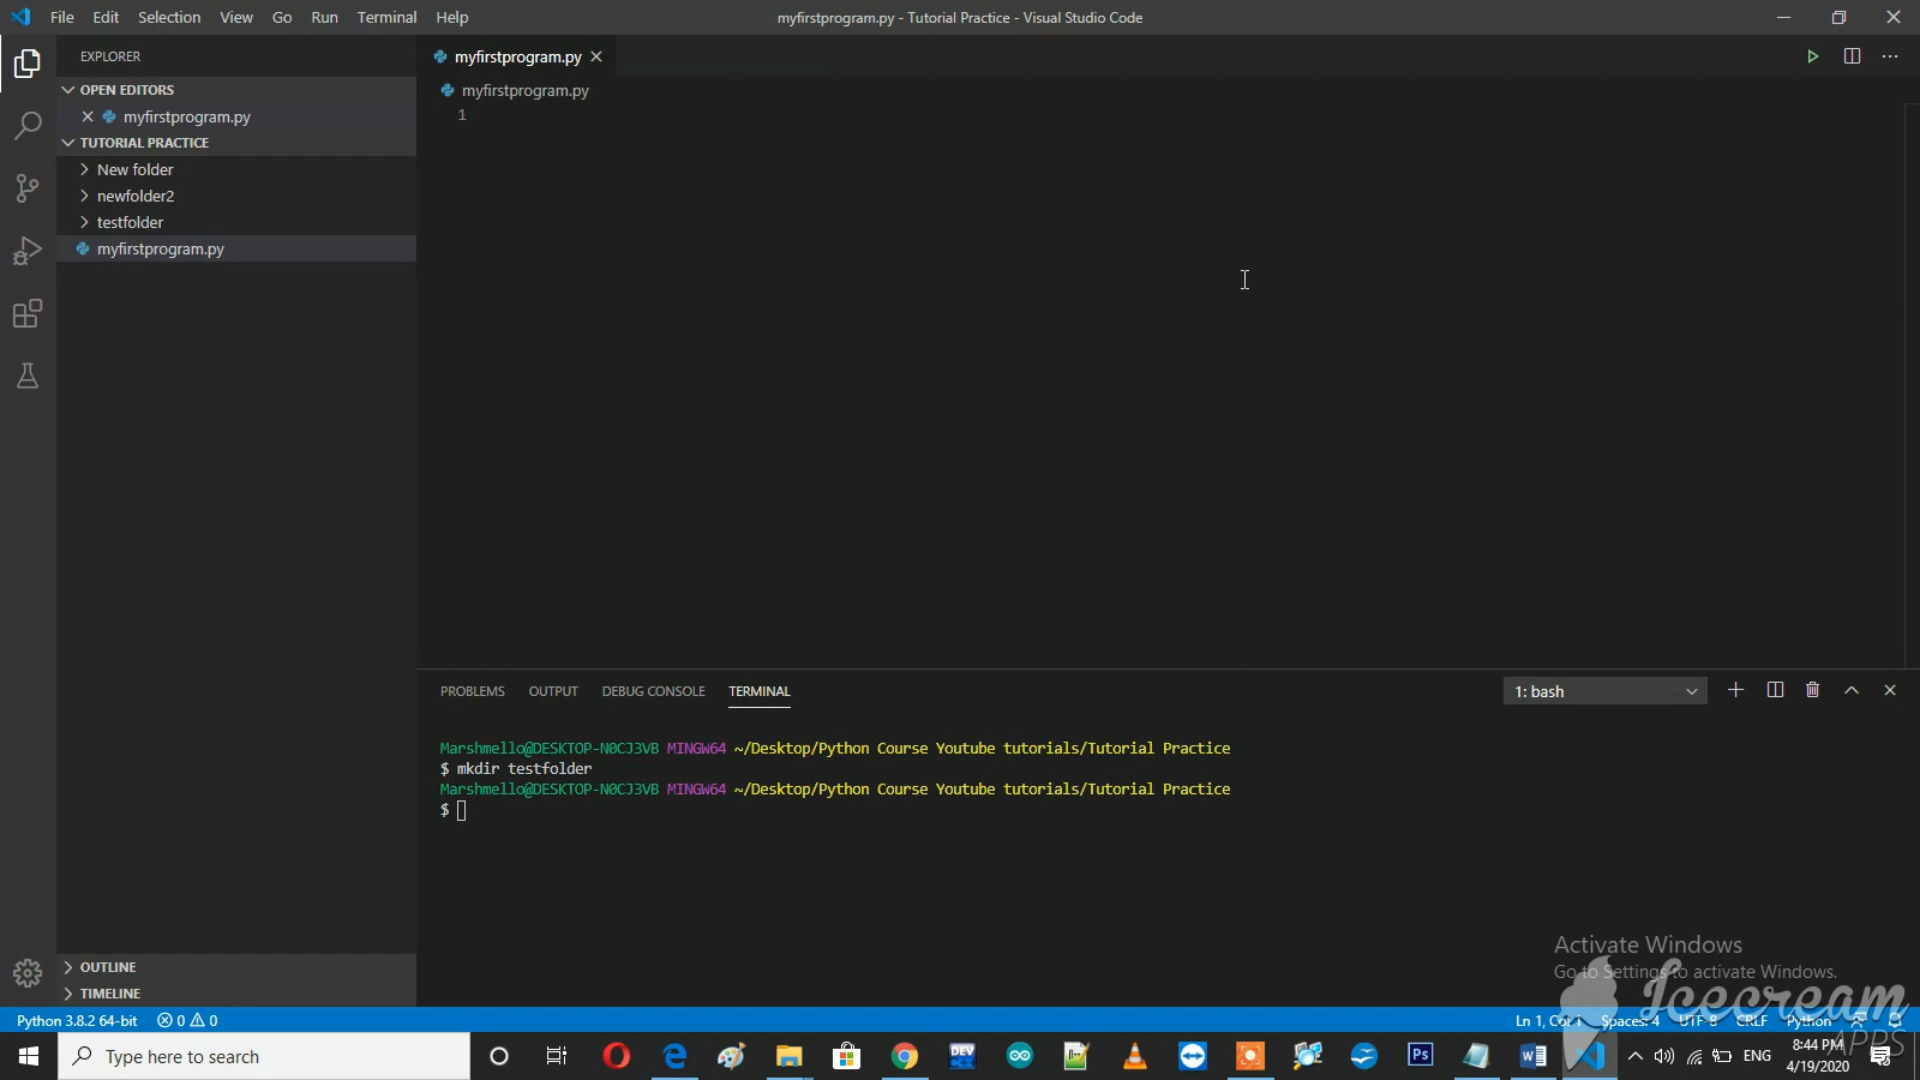 File Edit Selection View Go Run Terminal Help
myfirstprogram.py - Tutorial Practice - Visual Studio Code
EXPLORER
OPEN EDITORS
myfirstprogram.py
TUTORIAL PRACTICE
New folder
newfolder2
testfolder
myfirstprogram.py
OUTLINE
TIMELINE
myfirstprogram.py
myfirstprogram.py
1
PROBLEMS OUTPUT DEBUG CONSOLE TERMINAL
1: bash
Marshmello@DESKTOP-N0CJ3VB MINGW64 ~/Desktop/Python Course Youtube tutorials/Tutorial Practice
$ mkdir testfolder
Marshmello@DESKTOP-N0CJ3VB MINGW64 ~/Desktop/Python Course Youtube tutorials/Tutorial Practice
$
Activate Windows
Go to Settings to activate Windows.
Icecream
APPS
Python 3.8.2 64-bit 0 0
Ln 1, Col 1 Spaces: 4 UTF-8 CRLF Python
Type here to search
DEV
Ps
ENG
8:44 PM
4/19/2020